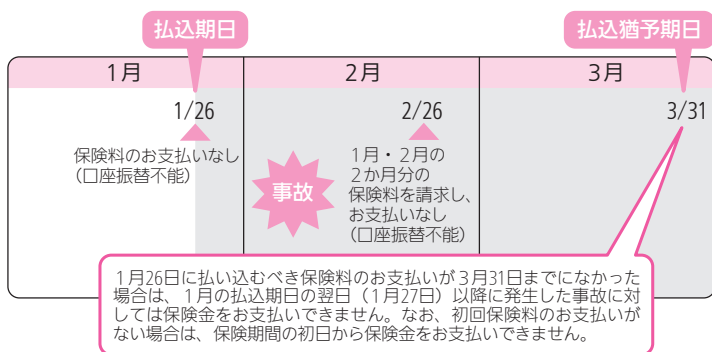 払込期日
払込猶予期日
1月
2月
3月
1/26
2/26
3/31
保険料のお支払いなし
（口座振替不能）
事故
1月・2月の
2か月分の
保険料を請求し、
お支払いなし
（口座振替不能）
1月26日に払い込むべき保険料のお支払いが3月31日までになかった
場合は、1月の払込期日の翌日（1月27日）以降に発生した事故に対
しては保険金をお支払いできません。なお、初回保険料のお支払いが
ない場合は、保険期間の初日から保険金をお支払いできません。